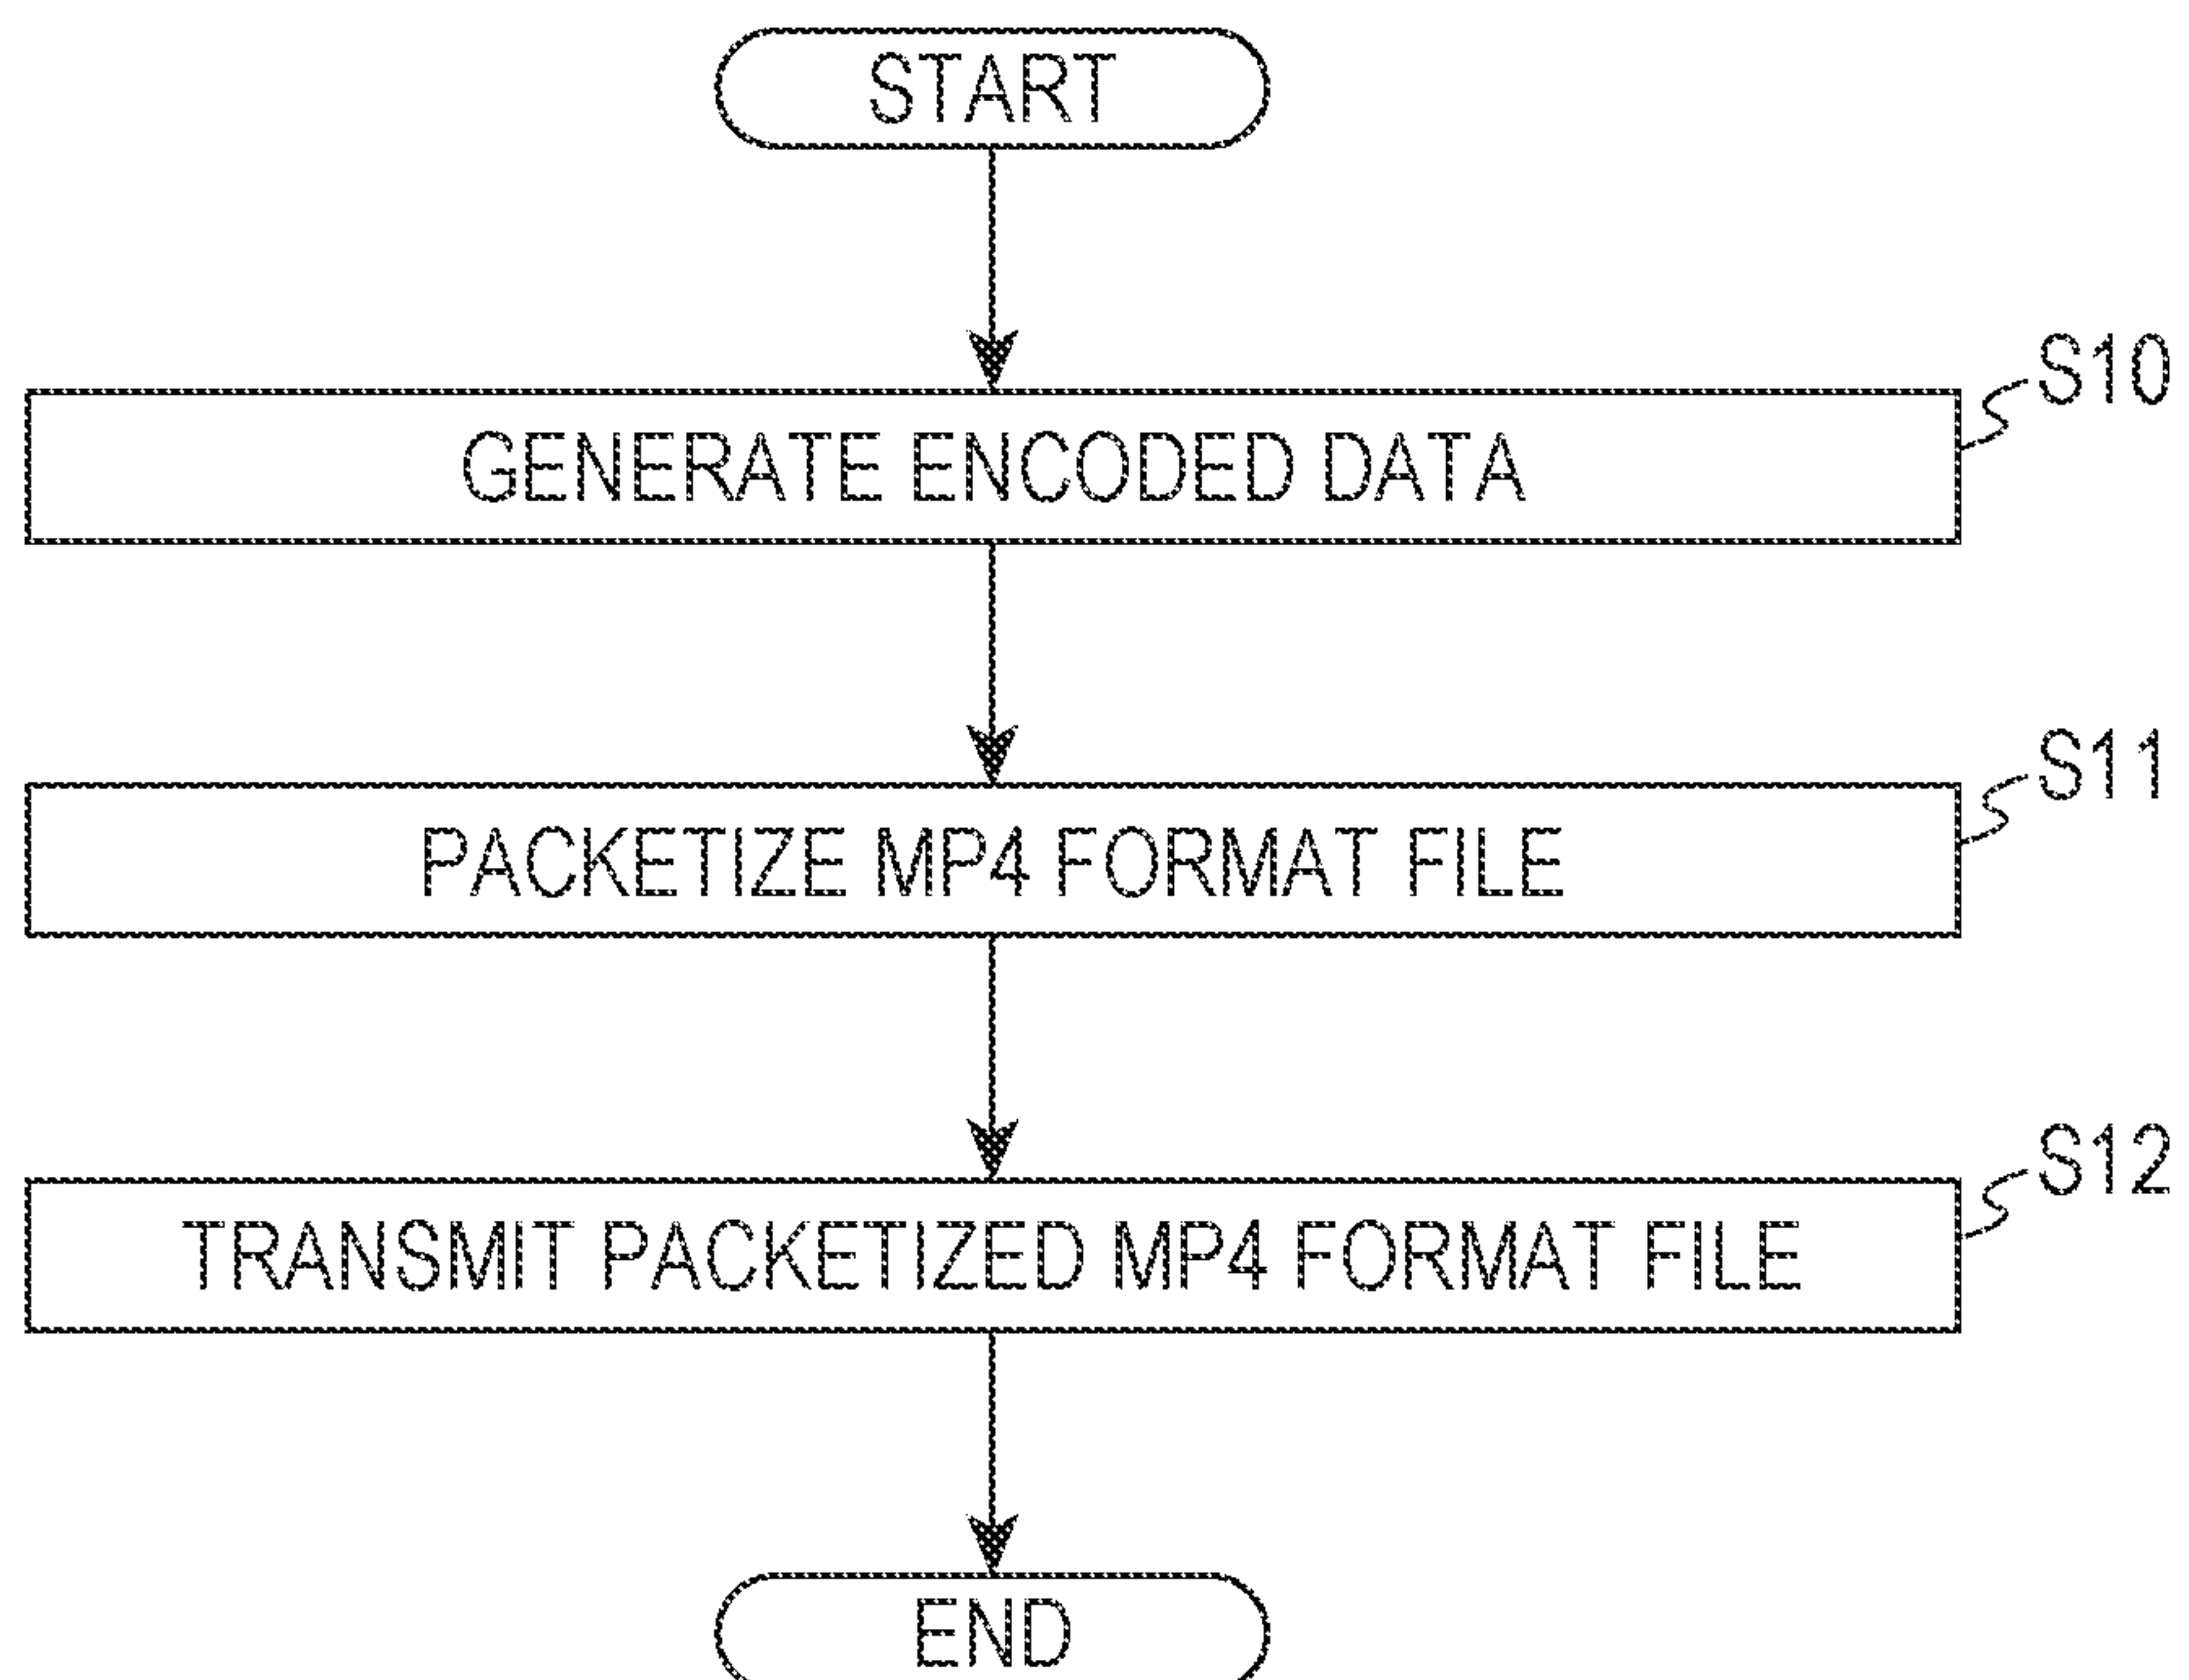 START
S10
GENERATE ENCODED DATA
S11
PACKETIZE MP4 FORMAT FILE
S12
TRANSMIT PACKETIZED MP4 FORMAT FILE
END